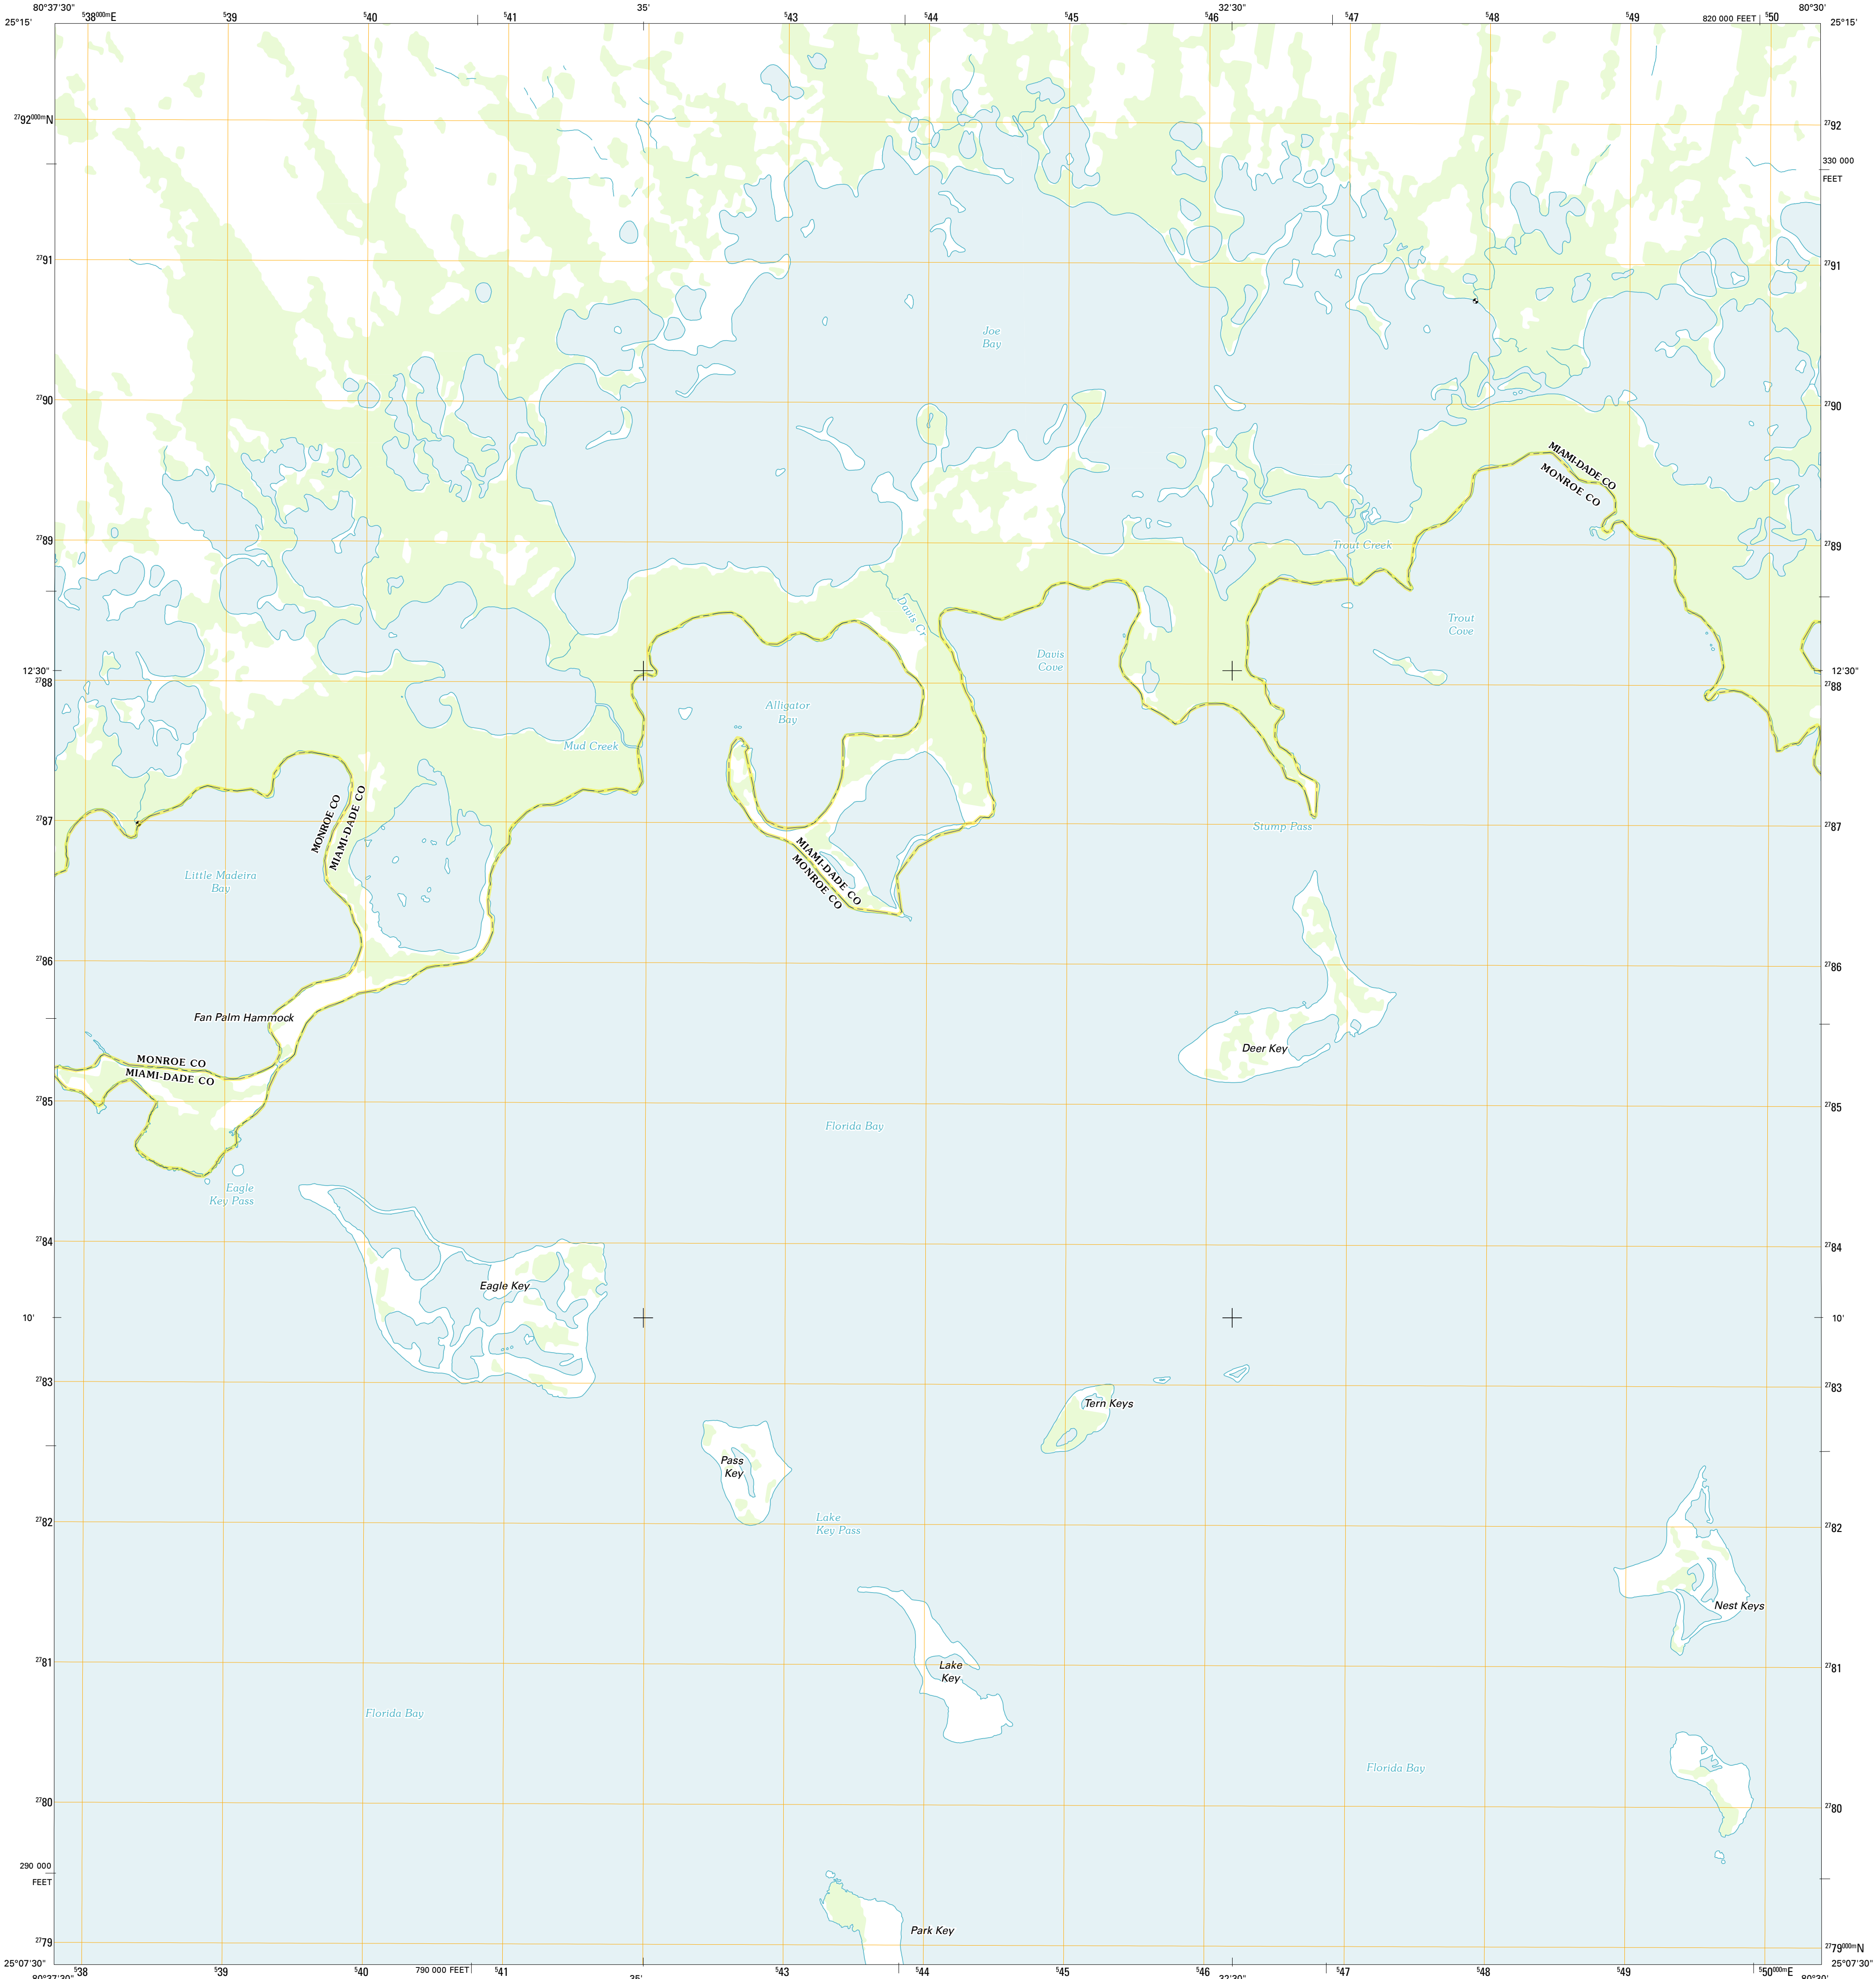 80°37'30"
⁵38⁰⁰⁰ᵐE
⁵39
⁵40
⁵41
35'
⁵43
⁵44
⁵45
32'30"
⁵46
⁵47
⁵48
⁵49
820 000 FEET
⁵50
80°30'
25°15'
25°15'
²⁷92⁰⁰⁰ᵐN
²⁷92
330 000
FEET
²⁷91
²⁷91
Joe
Bay
²⁷90
²⁷90
MIAMI-DADE CO
MONROE CO
²⁷89
Trout Creek
²⁷89
Davis Cr
Trout
Cove
Davis
Cove
12'30"
12'30"
²⁷88
²⁷88
Alligator
Bay
Mud Creek
MONROE CO
MIAMI-DADE CO
²⁷87
Stump Pass
²⁷87
MIAMI-DADE CO
MONROE CO
Little Madeira
Bay
²⁷86
²⁷86
Fan Palm Hammock
Deer Key
MONROE CO
MIAMI-DADE CO
²⁷85
²⁷85
Florida Bay
Eagle
Key Pass
²⁷84
²⁷84
Eagle Key
10'
10'
²⁷83
²⁷83
Tern Keys
Pass
Key
Lake
Key Pass
²⁷82
²⁷82
Nest Keys
²⁷81
Lake
Key
²⁷81
Florida Bay
Florida Bay
²⁷80
²⁷80
290 000
FEET
Park Key
²⁷79
²⁷79⁰⁰⁰ᵐN
25°07'30"
25°07'30"
⁵38
⁵39
⁵40
790 000 FEET
⁵41
35'
⁵43
⁵44
⁵45
⁵46
32'30"
⁵47
⁵48
⁵49
⁵50⁰⁰⁰ᵐE
80°37'30"
80°30'